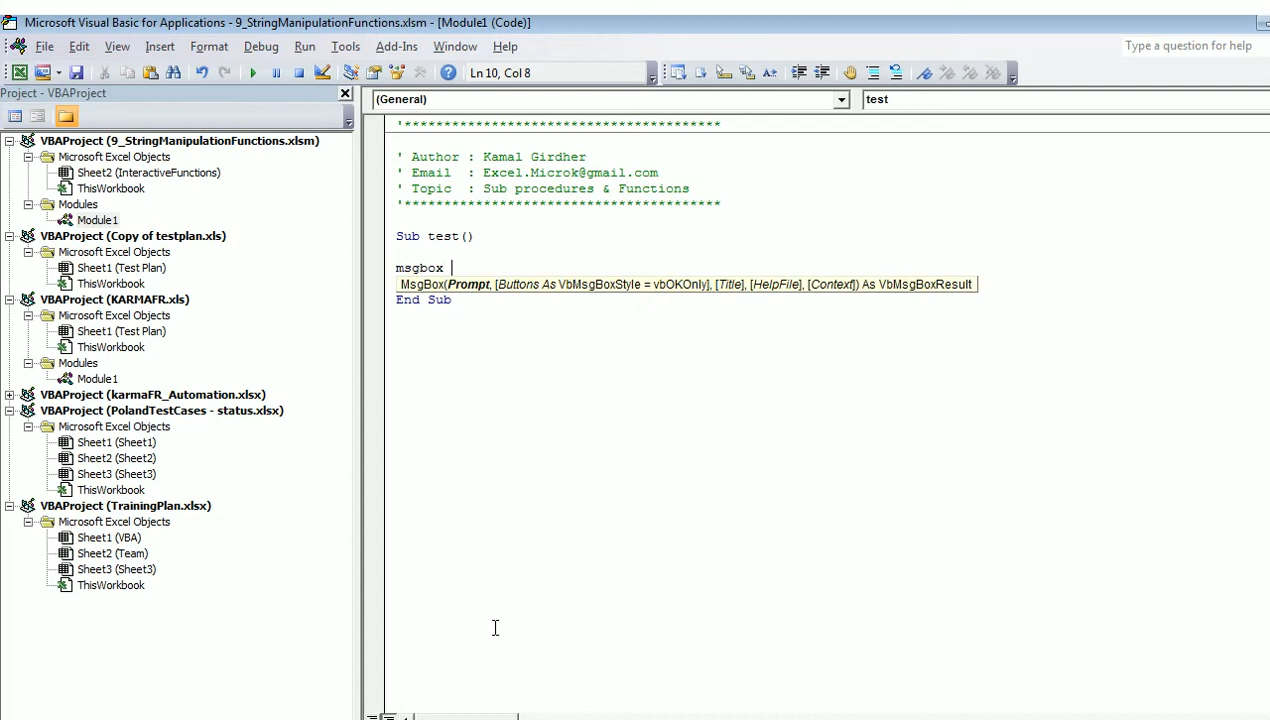 Microsoft Visual Basic for Applications - 9_StringManipulationFunctions.xlsm - [Module1 (Code)]
File Edit View Insert Format Debug Run Tools Add-Ins Window Help
Type a question for help
Ln 10, Col 8
Project - VBAProject
(General)
test
VBAProject (9_StringManipulationFunctions.xlsm)
Microsoft Excel Objects
Sheet2 (InteractiveFunctions)
ThisWorkbook
Modules
Module1
VBAProject (Copy of testplan.xls)
Microsoft Excel Objects
Sheet1 (Test Plan)
ThisWorkbook
VBAProject (KARMAFR.xls)
Microsoft Excel Objects
Sheet1 (Test Plan)
ThisWorkbook
Modules
Module1
VBAProject (karmaFR_Automation.xlsx)
VBAProject (PolandTestCases - status.xlsx)
Microsoft Excel Objects
Sheet1 (Sheet1)
Sheet2 (Sheet2)
Sheet3 (Sheet3)
ThisWorkbook
VBAProject (TrainingPlan.xlsx)
Microsoft Excel Objects
Sheet1 (VBA)
Sheet2 (Team)
Sheet3 (Sheet3)
ThisWorkbook
'****************************************
' Author : Kamal Girdher
' Email  : Excel.Microk@gmail.com
' Topic  : Sub procedures & Functions
'****************************************
Sub test()
msgbox
MsgBox(Prompt, [Buttons As VbMsgBoxStyle = vbOKOnly], [Title], [HelpFile], [Context]) As VbMsgBoxResult
End Sub